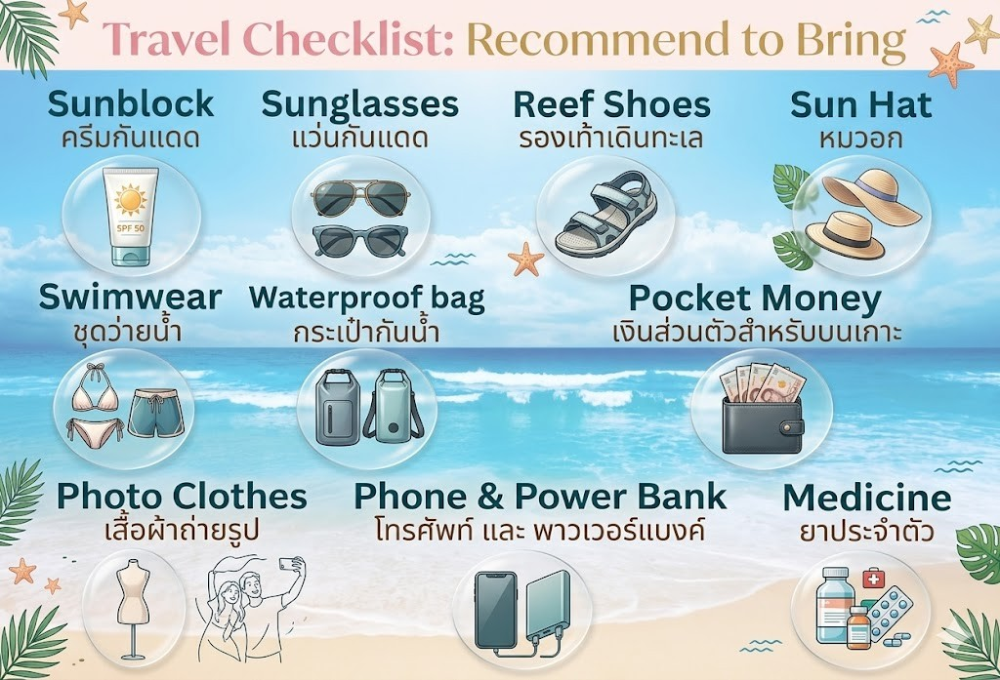 Travel Checklist: Recommend to Bring
Sunblock
ครีมกันแดด
SPF 50
Sunglasses
แว่นกันแดด
Reef Shoes
รองเท้าเดินทะเล
Sun Hat
หมวอก
Swimwear
ชุดว่ายน้ำ
Waterproof bag
กระเป๋ากันน้ำ
Pocket Money
เงินส่วนตัวสำหรับบนเกาะ
Photo Clothes
เสื้อผ้าถ่ายรูป
Phone & Power Bank
โทรศัพท์ และ พาวเวอร์แบงค์
Medicine
ยาประจำตัว